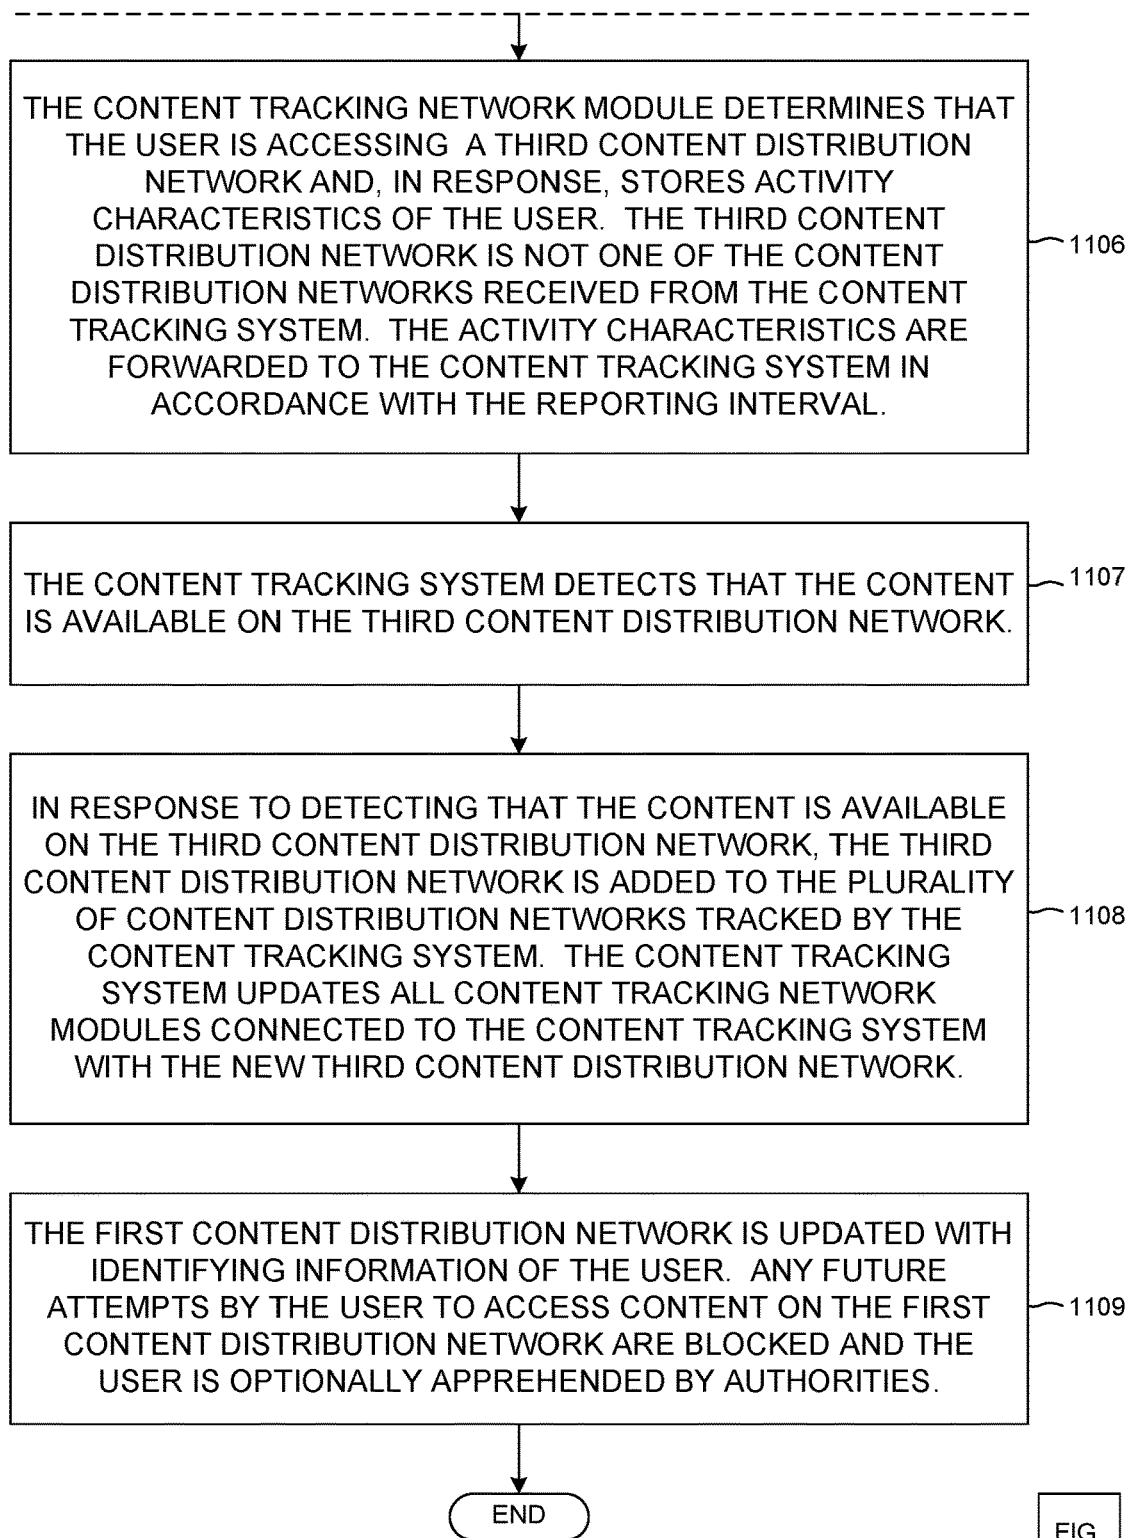 THE CONTENT TRACKING NETWORK MODULE DETERMINES THAT
THE USER IS ACCESSING A THIRD CONTENT DISTRIBUTION
NETWORK AND, IN RESPONSE, STORES ACTIVITY
CHARACTERISTICS OF THE USER. THE THIRD CONTENT
DISTRIBUTION NETWORK IS NOT ONE OF THE CONTENT
DISTRIBUTION NETWORKS RECEIVED FROM THE CONTENT
TRACKING SYSTEM. THE ACTIVITY CHARACTERISTICS ARE
FORWARDED TO THE CONTENT TRACKING SYSTEM IN
ACCORDANCE WITH THE REPORTING INTERVAL.
1106
THE CONTENT TRACKING SYSTEM DETECTS THAT THE CONTENT
IS AVAILABLE ON THE THIRD CONTENT DISTRIBUTION NETWORK.
1107
IN RESPONSE TO DETECTING THAT THE CONTENT IS AVAILABLE
ON THE THIRD CONTENT DISTRIBUTION NETWORK, THE THIRD
CONTENT DISTRIBUTION NETWORK IS ADDED TO THE PLURALITY
OF CONTENT DISTRIBUTION NETWORKS TRACKED BY THE
CONTENT TRACKING SYSTEM. THE CONTENT TRACKING
SYSTEM UPDATES ALL CONTENT TRACKING NETWORK
MODULES CONNECTED TO THE CONTENT TRACKING SYSTEM
WITH THE NEW THIRD CONTENT DISTRIBUTION NETWORK.
1108
THE FIRST CONTENT DISTRIBUTION NETWORK IS UPDATED WITH
IDENTIFYING INFORMATION OF THE USER. ANY FUTURE
ATTEMPTS BY THE USER TO ACCESS CONTENT ON THE FIRST
CONTENT DISTRIBUTION NETWORK ARE BLOCKED AND THE
USER IS OPTIONALLY APPREHENDED BY AUTHORITIES.
1109
END
FIG.